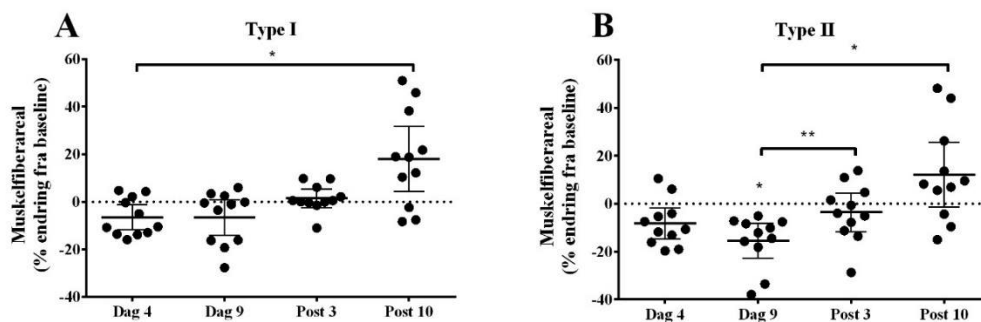 A
Type I
Muskelfiberareal
(% endring fra baseline)
60
40
20
0
-20
-40
*
Dag 4
Dag 9
Post 3
Post 10
B
Type II
Muskelfiberareal
(% endring fra baseline)
60
40
20
0
-20
-40
*
**
*
Dag 4
Dag 9
Post 3
Post 10